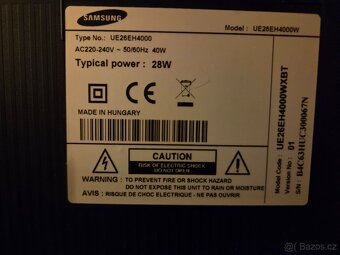 SAMSUNG
Model : UE26EH4000W
Type No.: UE26EH4000
AC220-240V ~ 50/60Hz 40W
Typical power : 28W
MADE IN HUNGARY
CAUTION
RISK OF ELECTRIC SHOCK
DO NOT OPEN
WARNING : TO PREVENT FIRE OR SHOCK HAZARD, DO NOT EXPOSE
THIS APPLIANCE TO RAIN OR MOISTURE.
AVIS : RISQUE DE CHOC ELECTRIQUE - NE PAS OUVRIR.
Model Code : UE26EH4000WXBT
Version No : 01
S/N: B4C63HUC300067N
bazos.cz